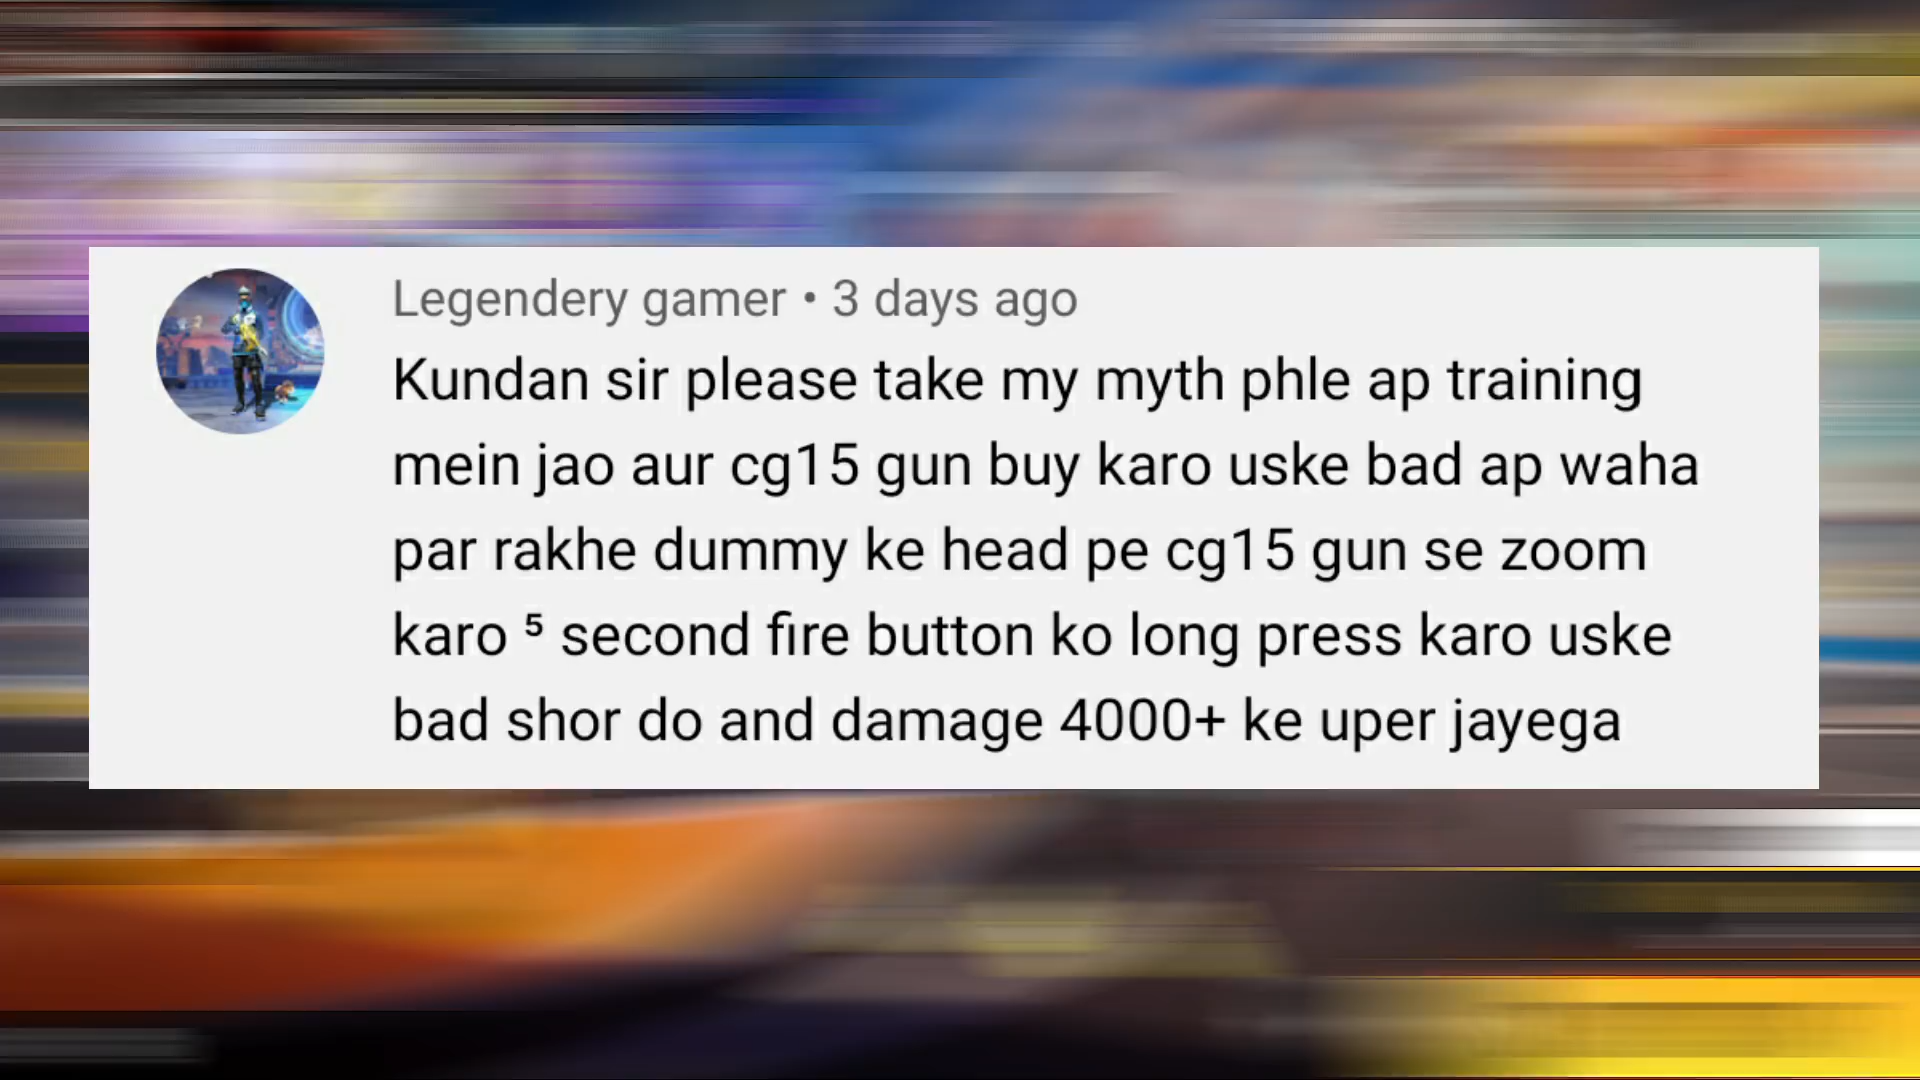 Legendery gamer • 3 days ago
Kundan sir please take my myth phle ap training
mein jao aur cg15 gun buy karo uske bad ap waha
par rakhe dummy ke head pe cg15 gun se zoom
karo ⁵ second fire button ko long press karo uske
bad shor do and damage 4000+ ke uper jayega